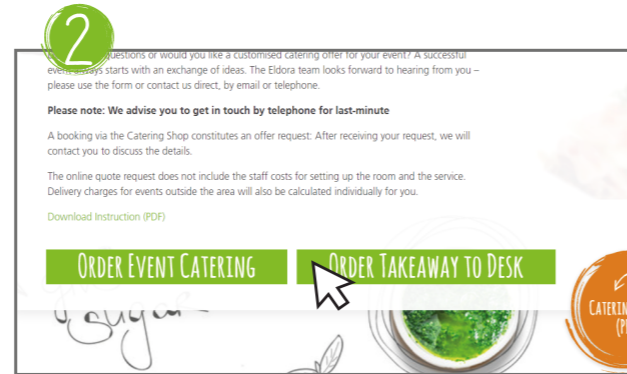 2
uestions or would you like a customised catering offer for your event? A successful
event always starts with an exchange of ideas. The Eldora team looks forward to hearing from you –
please use the form or contact us direct, by email or telephone.
Please note: We advise you to get in touch by telephone for last-minute
A booking via the Catering Shop constitutes an offer request: After receiving your request, we will
contact you to discuss the details.
The online quote request does not include the staff costs for setting up the room and the service.
Delivery charges for events outside the area will also be calculated individually for you.
Download Instruction (PDF)
ORDER EVENT CATERING
ORDER TAKEAWAY TO DESK
Sugar
CATERIN
(P